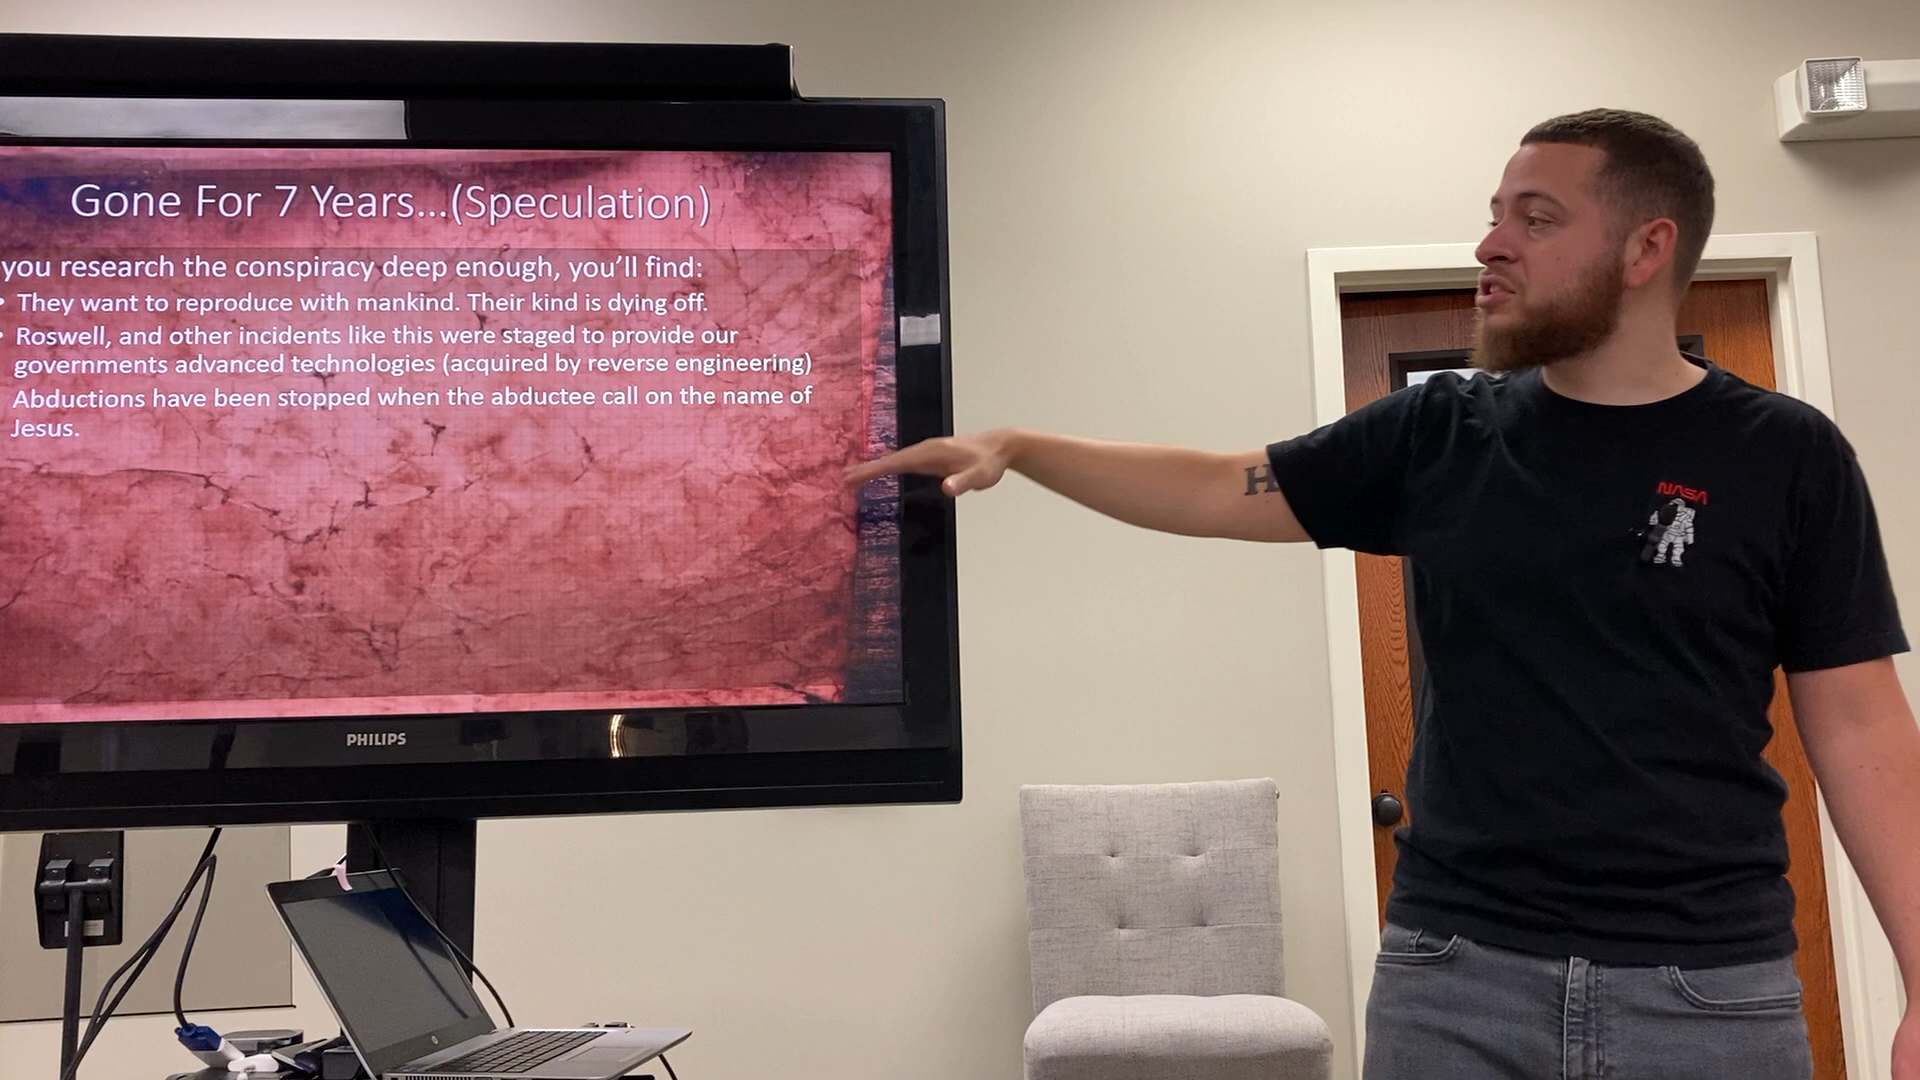 Gone For 7 Years...(Speculation)
you research the conspiracy deep enough, you'll find:
• They want to reproduce with mankind. Their kind is dying off.
• Roswell, and other incidents like this were staged to provide our
governments advanced technologies (acquired by reverse engineering)
Abductions have been stopped when the abductee call on the name of
Jesus.
PHILIPS
H
NASA